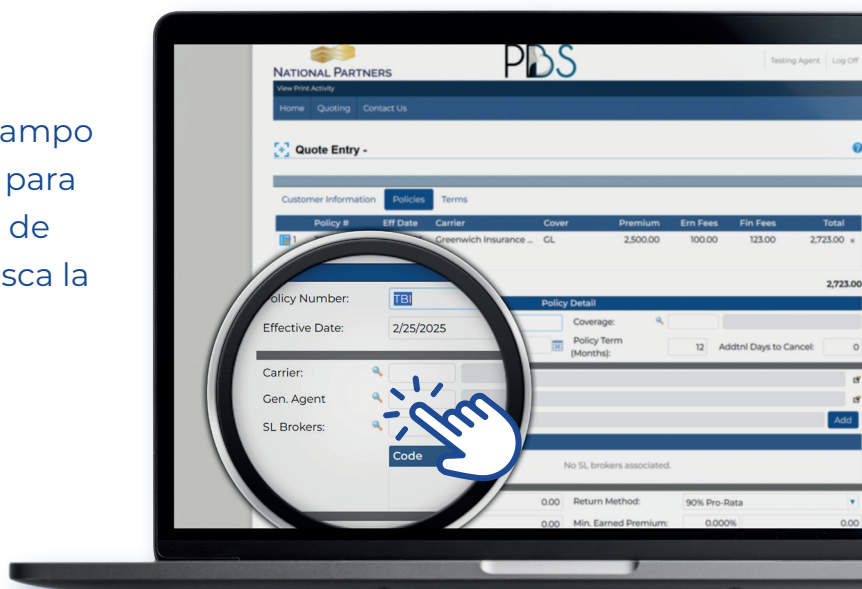 ampo
para
de
sca la
NATIONAL PARTNERS
PBS
Testing Agent Log Off
View Print Activity
Home Quoting Contact Us
Quote Entry -
Customer Information Policies Terms
Policy # Eff Date Carrier Cover Premium Ern Fees Fin Fees Total
1 Greenwich Insurance ... GL 2,500.00 100.00 123.00 2,723.00 x
2,723.00
Policy Detail
Policy Number: TBI
Coverage:
Effective Date: 2/25/2025
Policy Term (Months): 12 Addtnl Days to Cancel: 0
Carrier:
Gen. Agent
SL Brokers:
Add
Code
No SL brokers associated.
0.00 Return Method: 90% Pro-Rata
0.00 Min. Earned Premium: 0.000% 0.00